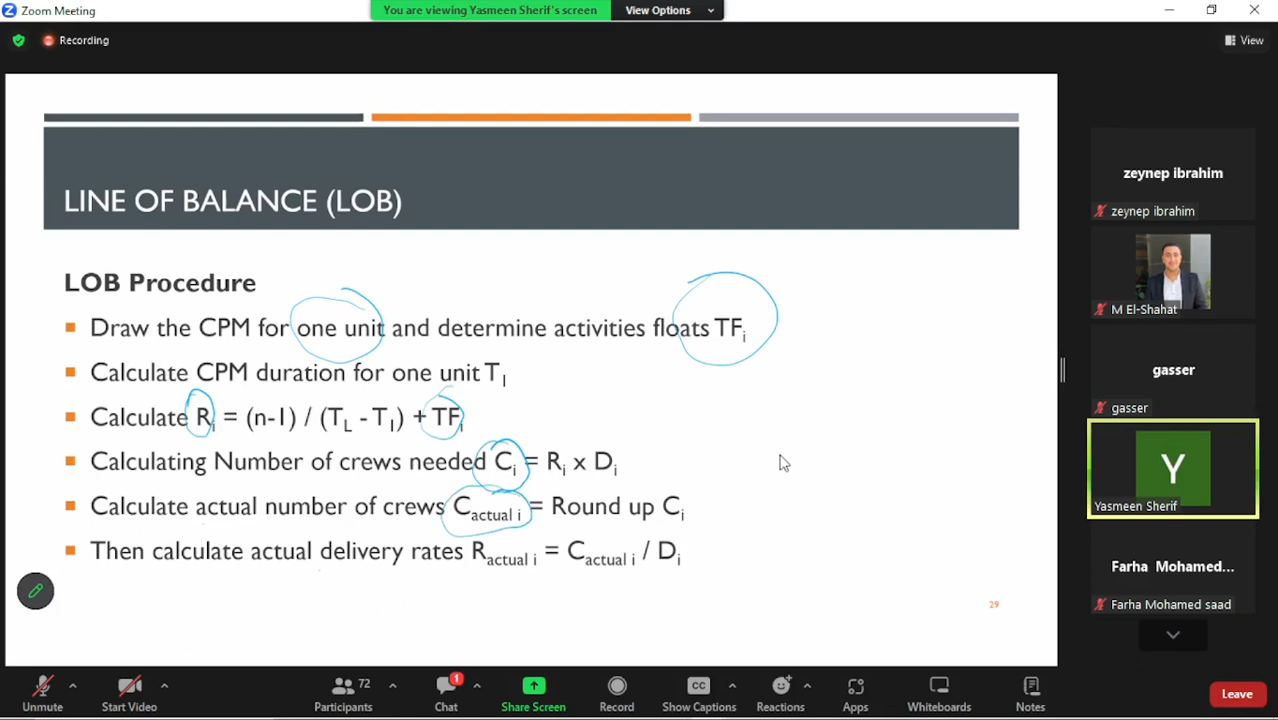 Zoom Meeting
You are viewing Yasmeen Sherif's screen
View Options
Recording
View
LINE OF BALANCE (LOB)
LOB Procedure
Draw the CPM for one unit and determine activities floats TFi
Calculate CPM duration for one unit T1
Calculate Ri = (n-1) / (TL -T1) + TFi
Calculating Number of crews needed Ci = Ri x Di
Calculate actual number of crews Cactual i = Round up Ci
Then calculate actual delivery rates Ractual i = Cactual i / Di
29
zeynep ibrahim
zeynep ibrahim
M El-Shahat
gasser
gasser
Y
Yasmeen Sherif
Farha Mohamed...
Farha Mohamed saad
Unmute
Start Video
72
Participants
1
Chat
Share Screen
Record
CC
Show Captions
Reactions
Apps
Whiteboards
Notes
Leave